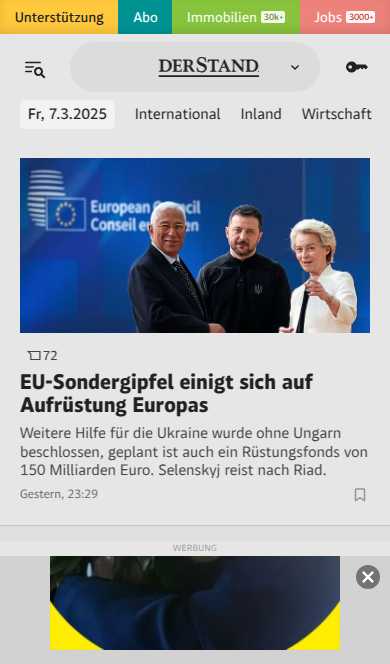 Unterstützung Abo Immobilien 30k+ Jobs 3000+
DERSTANDARD
Fr, 7.3.2025 International Inland Wirtschaft
European Council
Conseil européen
72
EU-Sondergipfel einigt sich auf
Aufrüstung Europas
Weitere Hilfe für die Ukraine wurde ohne Ungarn
beschlossen, geplant ist auch ein Rüstungsfonds von
150 Milliarden Euro. Selenskyj reist nach Riad.
Gestern, 23:29
WERBUNG